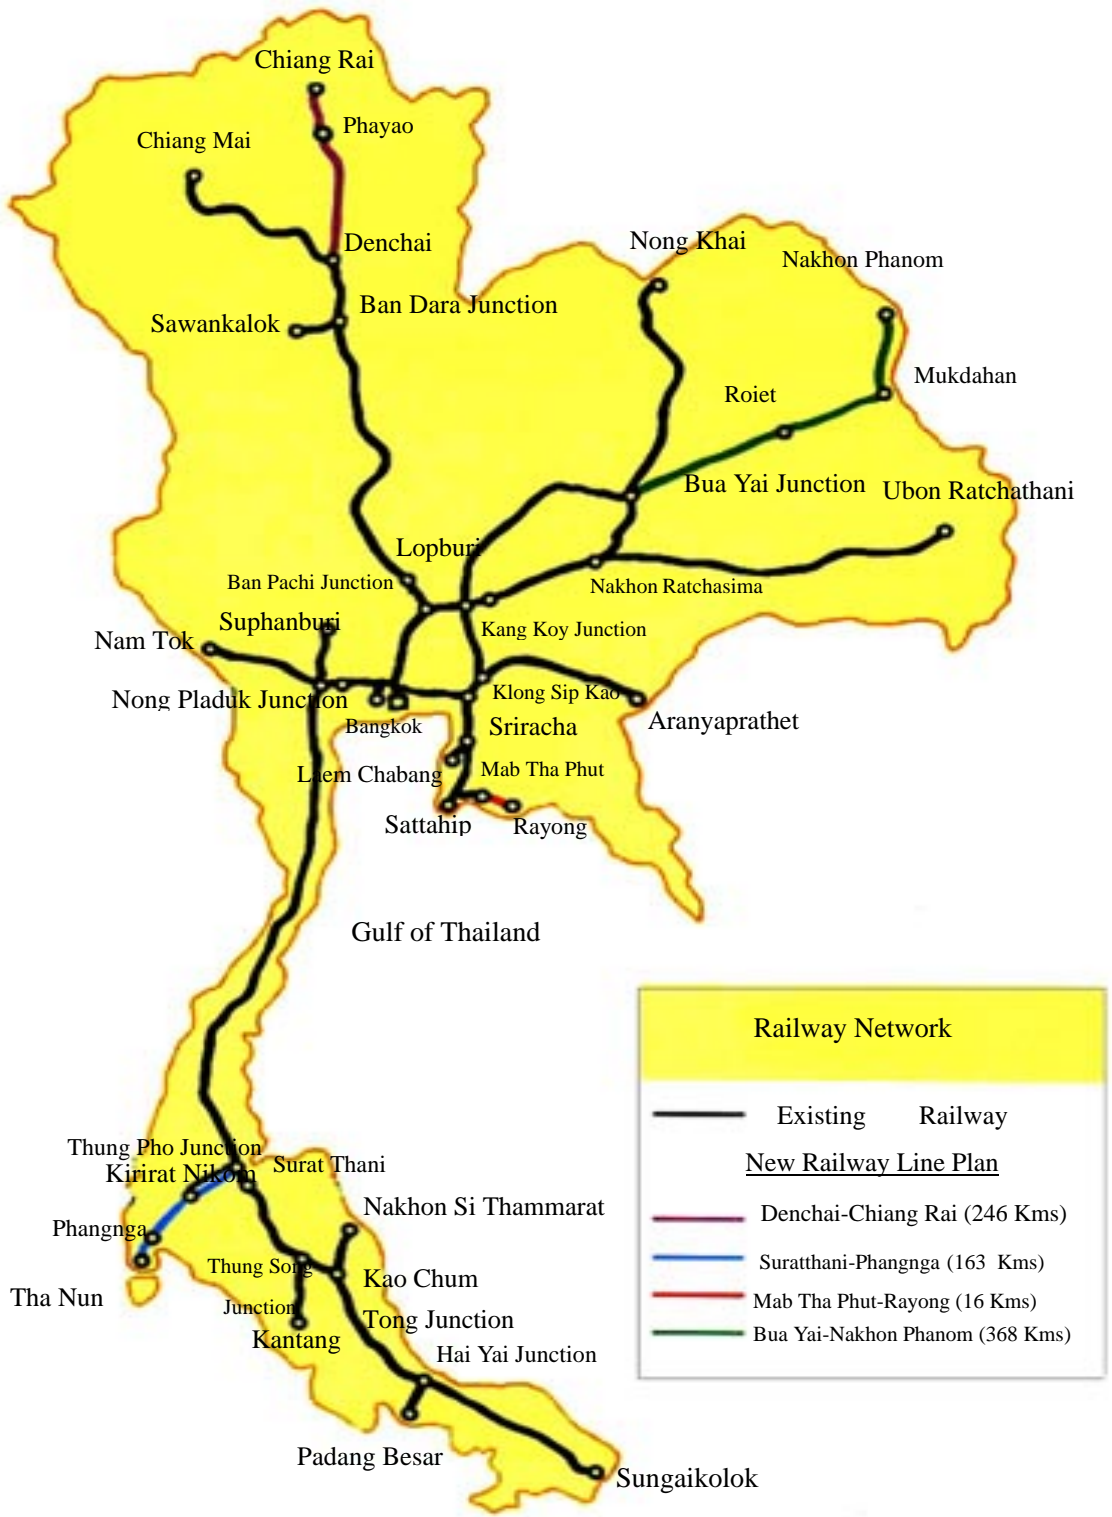 Chiang Rai
Phayao
Chiang Mai
Denchai
Nong Khai
Nakhon Phanom
Ban Dara Junction
Sawankalok
Mukdahan
Roiet
Bua Yai Junction
Ubon Ratchathani
Lopburi
Ban Pachi Junction
Nakhon Ratchasima
Suphanburi
Kang Koy Junction
Nam Tok
Nong Pladuk Junction
Klong Sip Kao
Bangkok
Sriracha
Aranyaprathet
Laem Chabang
Mab Tha Phut
Sattahip
Rayong
Gulf of Thailand
Railway Network
Existing Railway
New Railway Line Plan
Denchai-Chiang Rai (246 Kms)
Suratthani-Phangnga (163 Kms)
Mab Tha Phut-Rayong (16 Kms)
Bua Yai-Nakhon Phanom (368 Kms)
Thung Pho Junction
Kirirat Nikom
Surat Thani
Nakhon Si Thammarat
Phangnga
Thung Song
Junction
Kao Chum
Tong Junction
Tha Nun
Kantang
Hai Yai Junction
Padang Besar
Sungaikolok